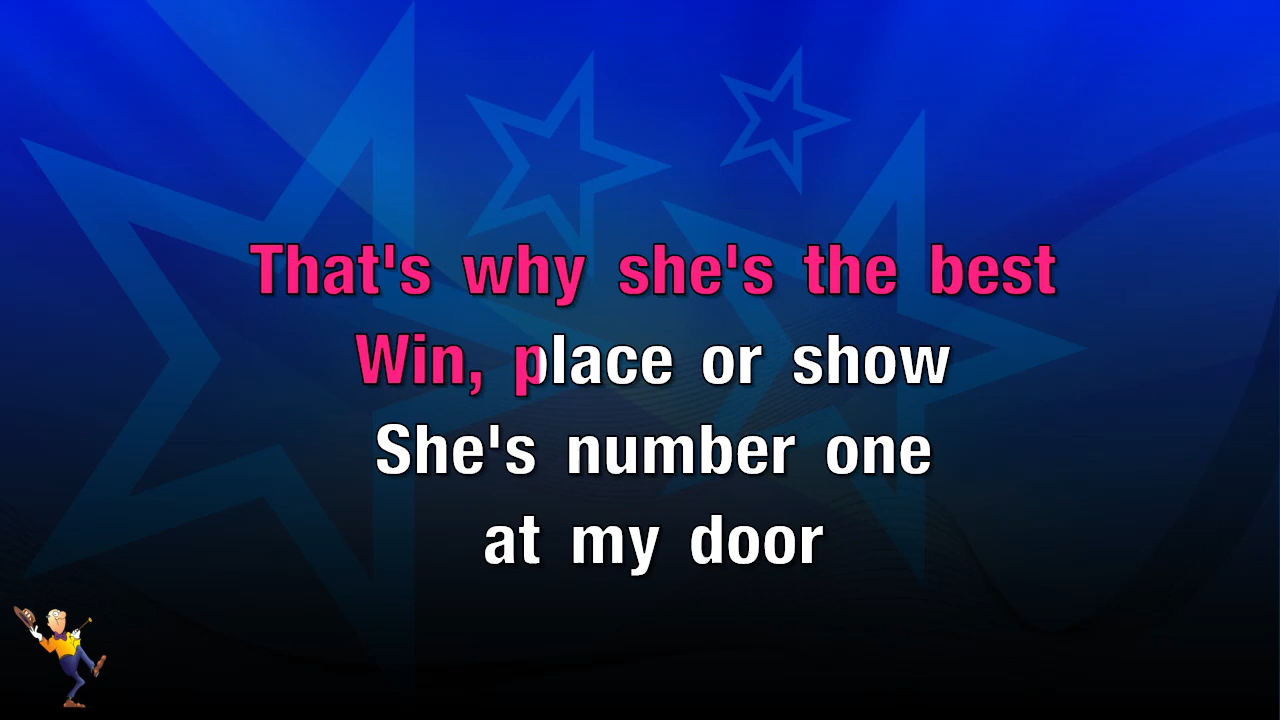 That's why she's the best
Win, place or show
She's number one
at my door